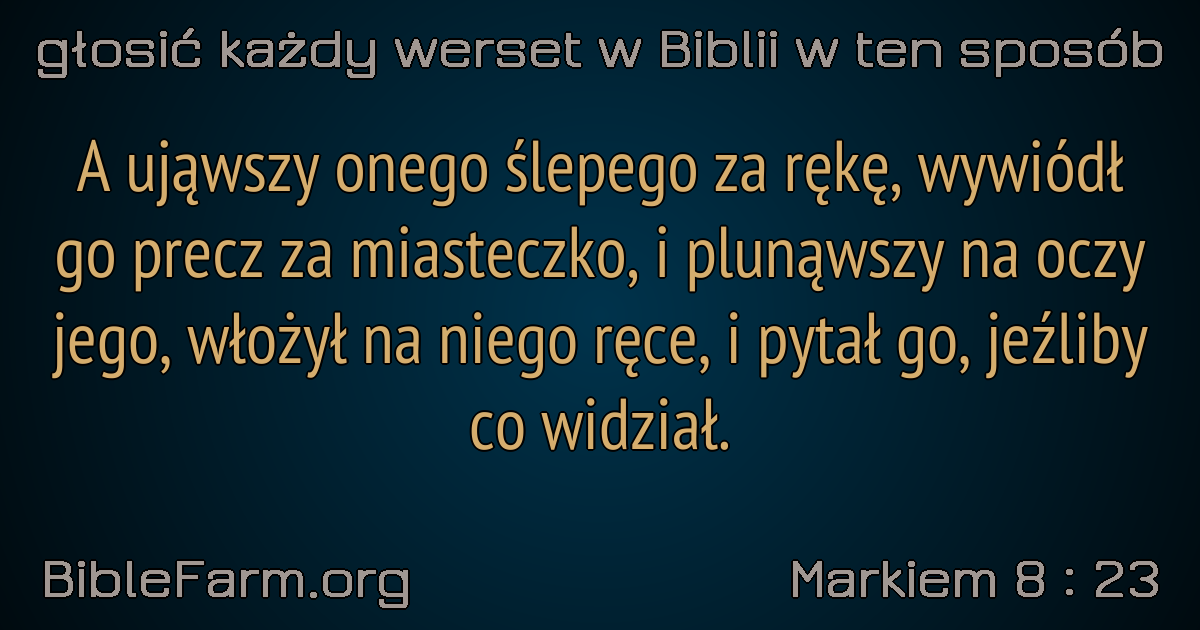 głosić każdy werset w Biblii w ten sposób
A ująwszy onego ślepego za rękę, wywiódł
go precz za miasteczko, i plunąwszy na oczy
jego, włożył na niego ręce, i pytał go, jeźliby
co widział.
BibleFarm.org
Markiem 8 : 23